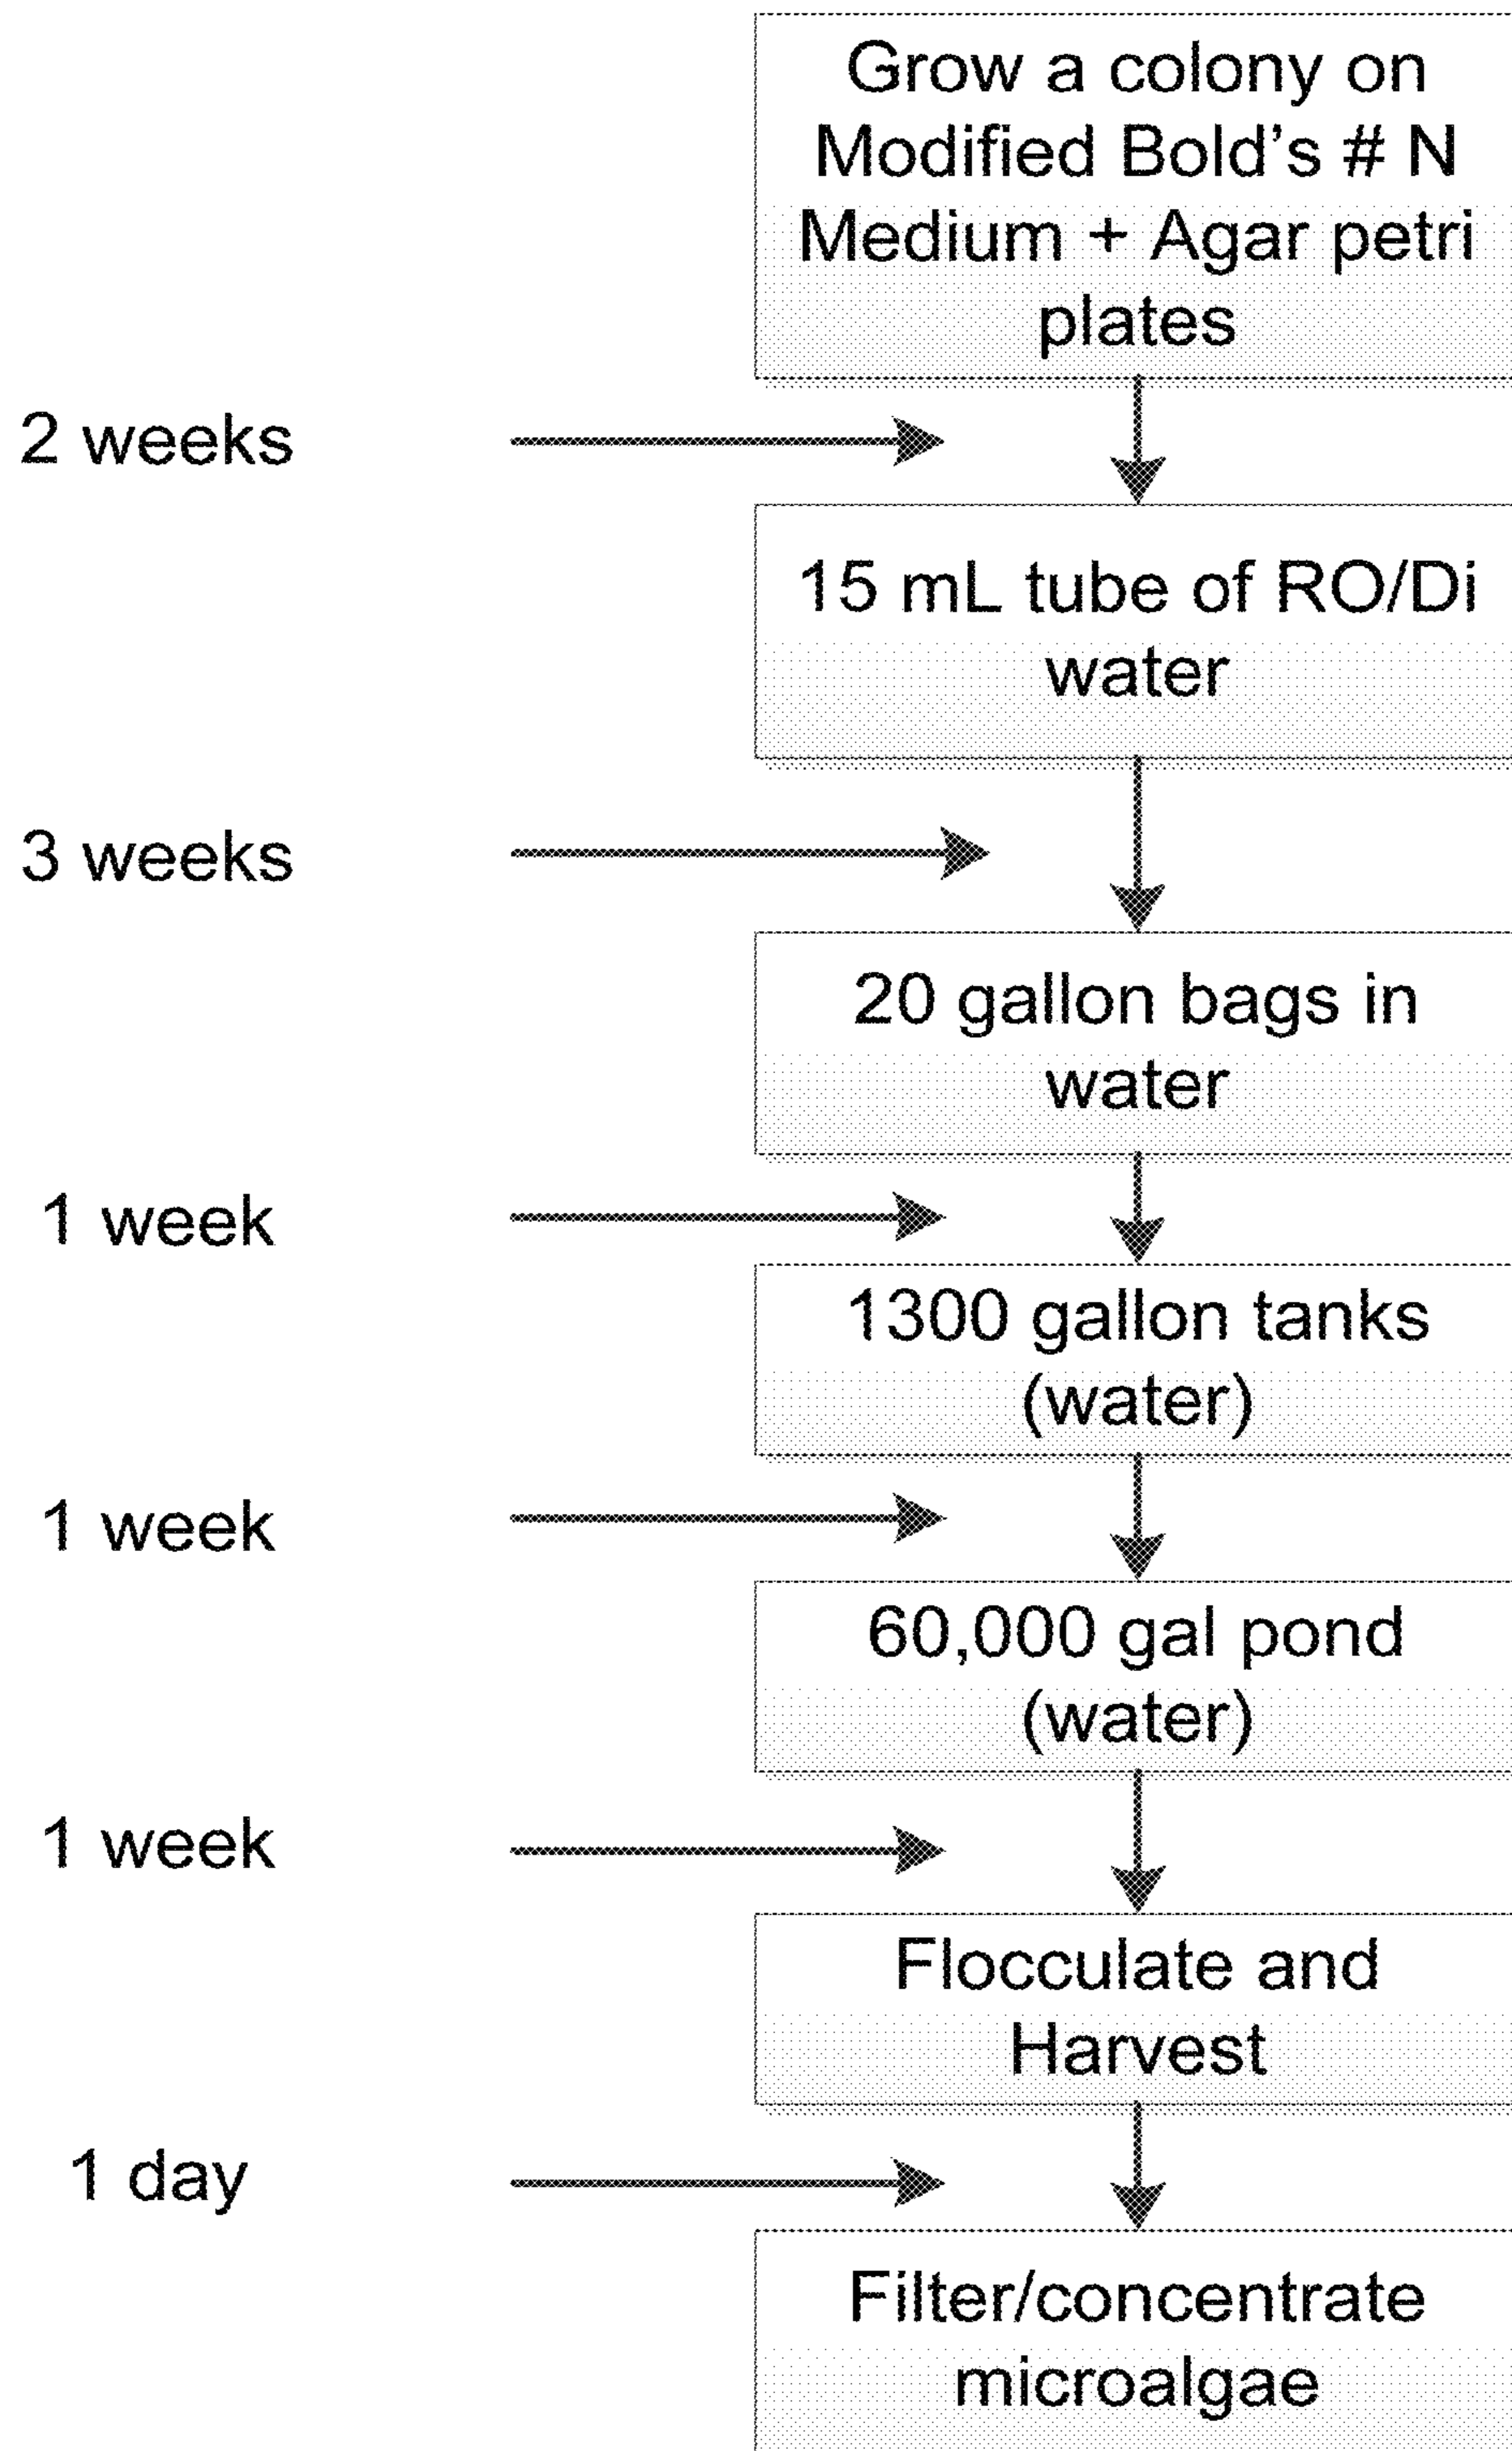 Grow a colony on
Modified Bold's # N
Medium + Agar petri
plates
2 weeks
15 mL tube of RO/Di
water
3 weeks
20 gallon bags in
water
1 week
1300 gallon tanks
(water)
1 week
60,000 gal pond
(water)
1 week
Flocculate and
Harvest
1 day
Filter/concentrate
microalgae